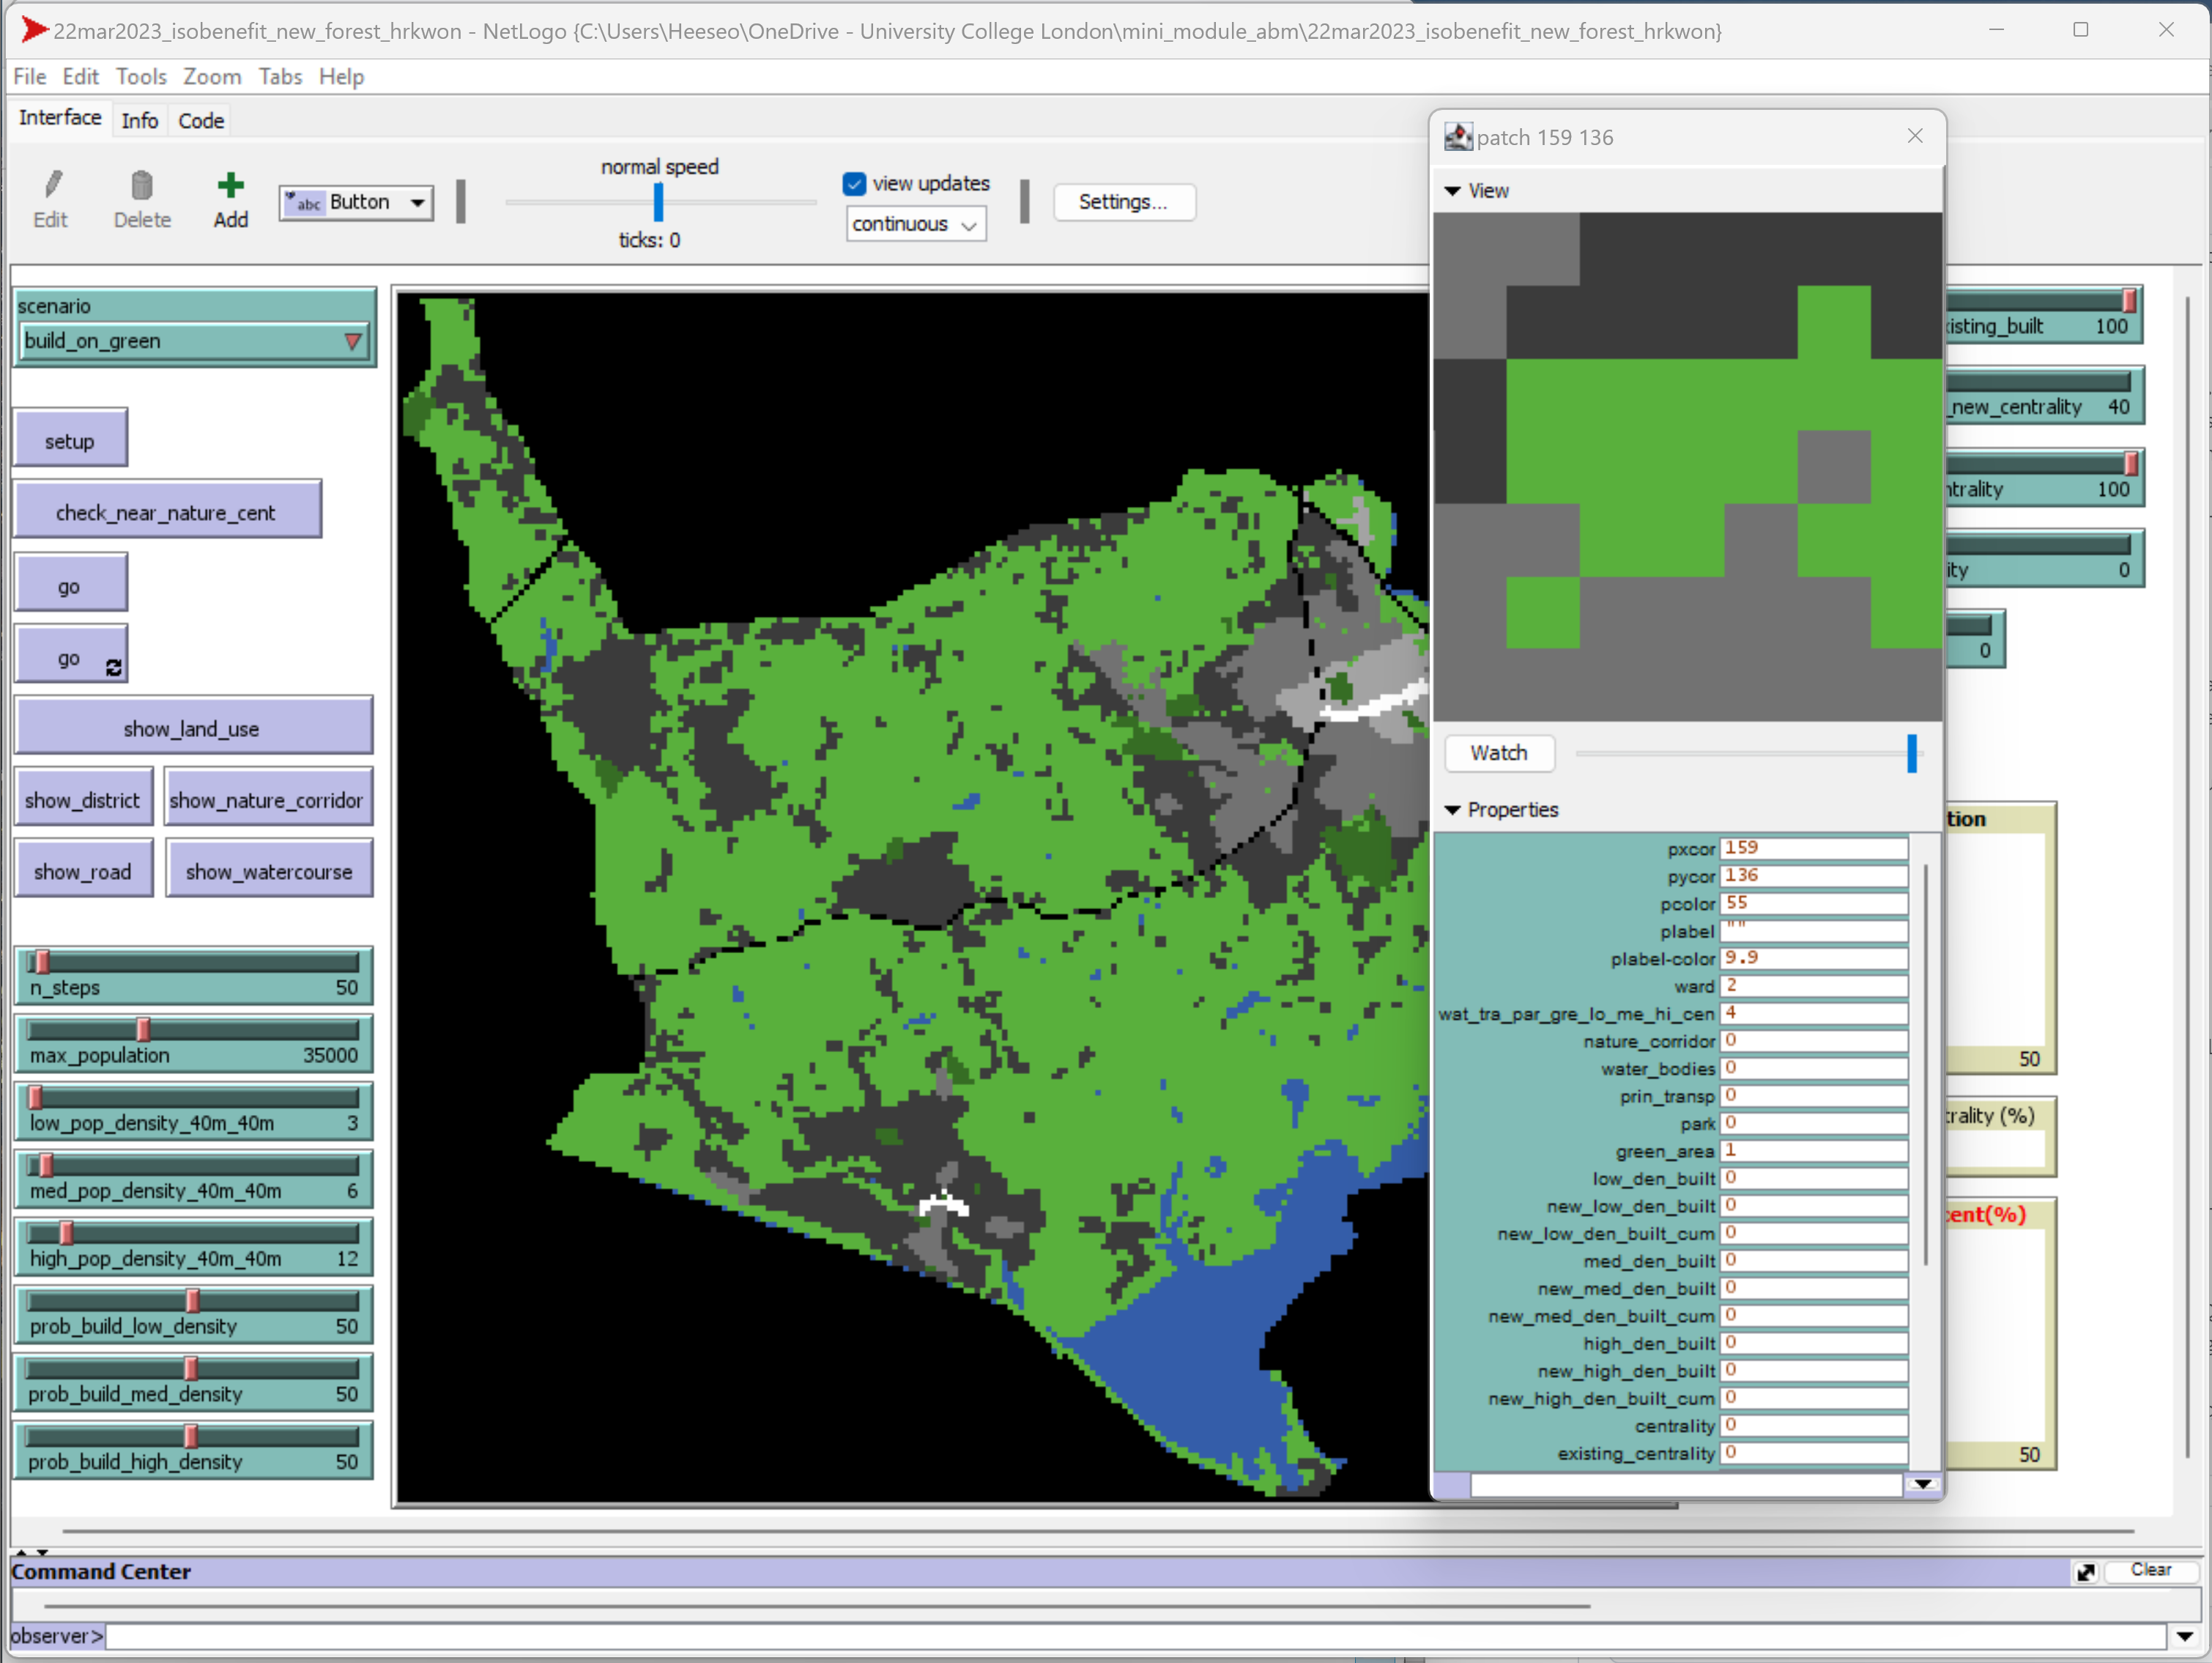 22mar2023_isobenefit_new_forest_hrkwon - NetLogo {C:\Users\Heeseo\OneDrive - University College London\mini_module_abm\22mar2023_isobenefit_new_forest_hrkwon}
File Edit Tools Zoom Tabs Help
Interface Info Code
Edit
Delete
Add
abc Button
normal speed
ticks: 0
view updates
continuous
Settings...
scenario
build_on_green
setup
check_near_nature_cent
go
go
show_land_use
show_district show_nature_corridor
show_road show_watercourse
n_steps 50
max_population 35000
low_pop_density_40m_40m 3
med_pop_density_40m_40m 6
high_pop_density_40m_40m 12
prob_build_low_density 50
prob_build_med_density 50
prob_build_high_density 50
patch 159 136
View
Watch
Properties
pxcor 159
pycor 136
pcolor 55
plabel ""
plabel-color 9.9
ward 2
wat_tra_par_gre_lo_me_hi_cen 4
nature_corridor 0
water_bodies 0
prin_transp 0
park 0
green_area 1
low_den_built 0
new_low_den_built 0
new_low_den_built_cum 0
med_den_built 0
new_med_den_built 0
new_med_den_built_cum 0
high_den_built 0
new_high_den_built 0
new_high_den_built_cum 0
centrality 0
existing_centrality 0
isting_built 100
_new_centrality 40
ntrality 100
ity 0
0
tion
50
trality (%)
cent(%)
50
Command Center
Clear
observer>